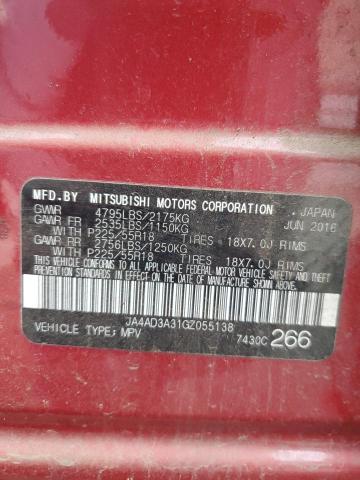 MFD.BY MITSUBISHI MOTORS CORPORATION, JAPAN
GVWR 4795LBS/2175KG JUN 2016
GAWR FR 2535LBS/1150KG
WITH P225/55R18 TIRES 18X7.0J RIMS
GAWR RR 2756LBS/1250KG
WITH P225/55R18 TIRES 18X7.0J RIMS
THIS VEHICLE CONFORMS TO ALL APPLICABLE FEDERAL
MOTOR VEHICLE SAFETY, BUMPER, AND THEFT PREVENTION
STANDARDS IN EFFECT ON THE DATE OF MANUFACTURE SHOWN ABOVE.
JA4AD3A31GZ055138
VEHICLE TYPE: MPV 7430C 266